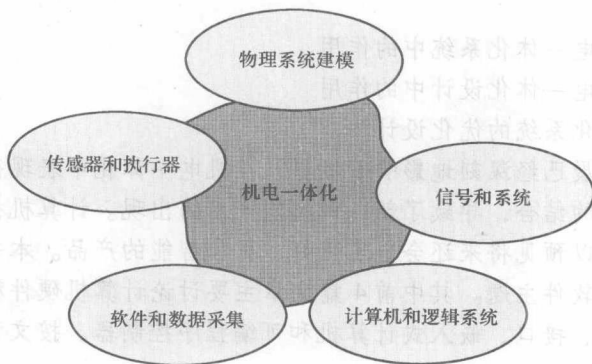 物理系统建模
传感器和执行器
机电一体化
信号和系统
软件和数据采集
计算机和逻辑系统